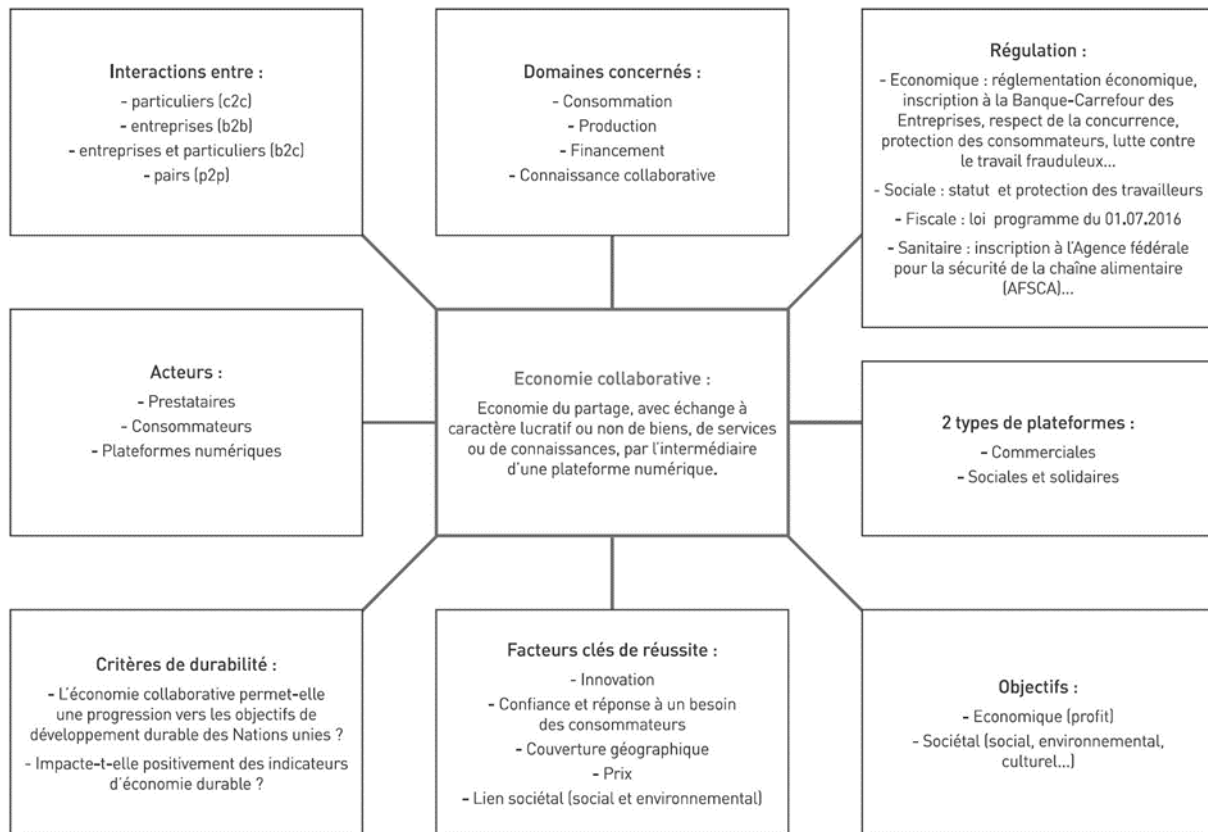 Interactions entre :
- particuliers (c2c)
- entreprises (b2b)
- entreprises et particuliers (b2c)
- pairs (p2p)
Domaines concernés :
- Consommation
- Production
- Financement
- Connaissance collaborative
Régulation :
- Economique : réglementation économique,
inscription à la Banque-Carrefour des
Entreprises, respect de la concurrence,
protection des consommateurs, lutte contre
le travail frauduleux...
- Sociale : statut et protection des travailleurs
- Fiscale : loi programme du 01.07.2016
- Sanitaire : inscription à l'Agence fédérale
pour la sécurité de la chaîne alimentaire
(AFSCA)...
Acteurs :
- Prestataires
- Consommateurs
- Plateformes numériques
Economie collaborative :
Economie du partage, avec échange à
caractère lucratif ou non de biens, de services
ou de connaissances, par l'intermédiaire
d'une plateforme numérique.
2 types de plateformes :
- Commerciales
- Sociales et solidaires
Critères de durabilité :
- L'économie collaborative permet-elle
une progression vers les objectifs de
développement durable des Nations unies ?
- Impacte-t-elle positivement des indicateurs
d'économie durable ?
Facteurs clés de réussite :
- Innovation
- Confiance et réponse à un besoin
des consommateurs
- Couverture géographique
- Prix
- Lien sociétal (social et environnemental)
Objectifs :
- Economique (profit)
- Sociétal (social, environnemental,
culturel...)